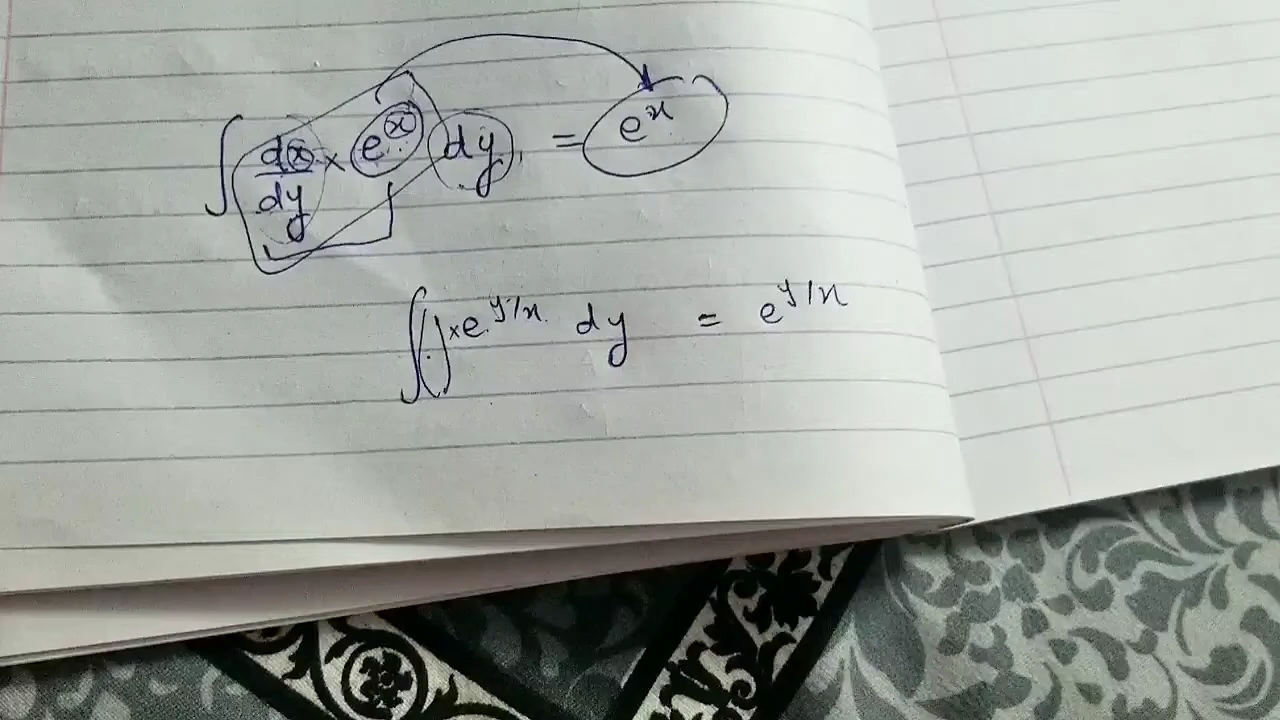 ∫ dx/dy × e^x dy = e^x
∫ ( ) × e^y/x dy = e^y/x